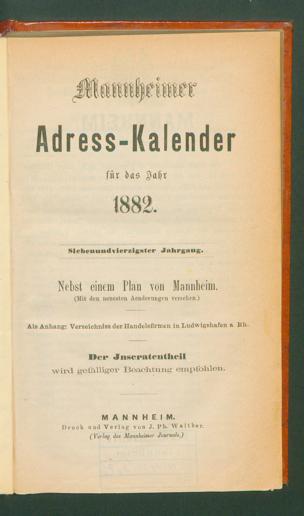 Mannheimer
Adress-Kalender
für das Jahr
1882.
Siebenundvierzigster Jahrgang.
Nebst einem Plan von Mannheim.
(Mit den neuesten Aenderungen versehen.)
Als Anhang: Verzeichniss der Handelsfirmen in Ludwigshafen a Rh.
Der Inseratentheil
wird gefälliger Beachtung empfohlen.
MANNHEIM.
Druck und Verlag von J. Ph. Walther.
(Verlag des Mannheimer Journals.)